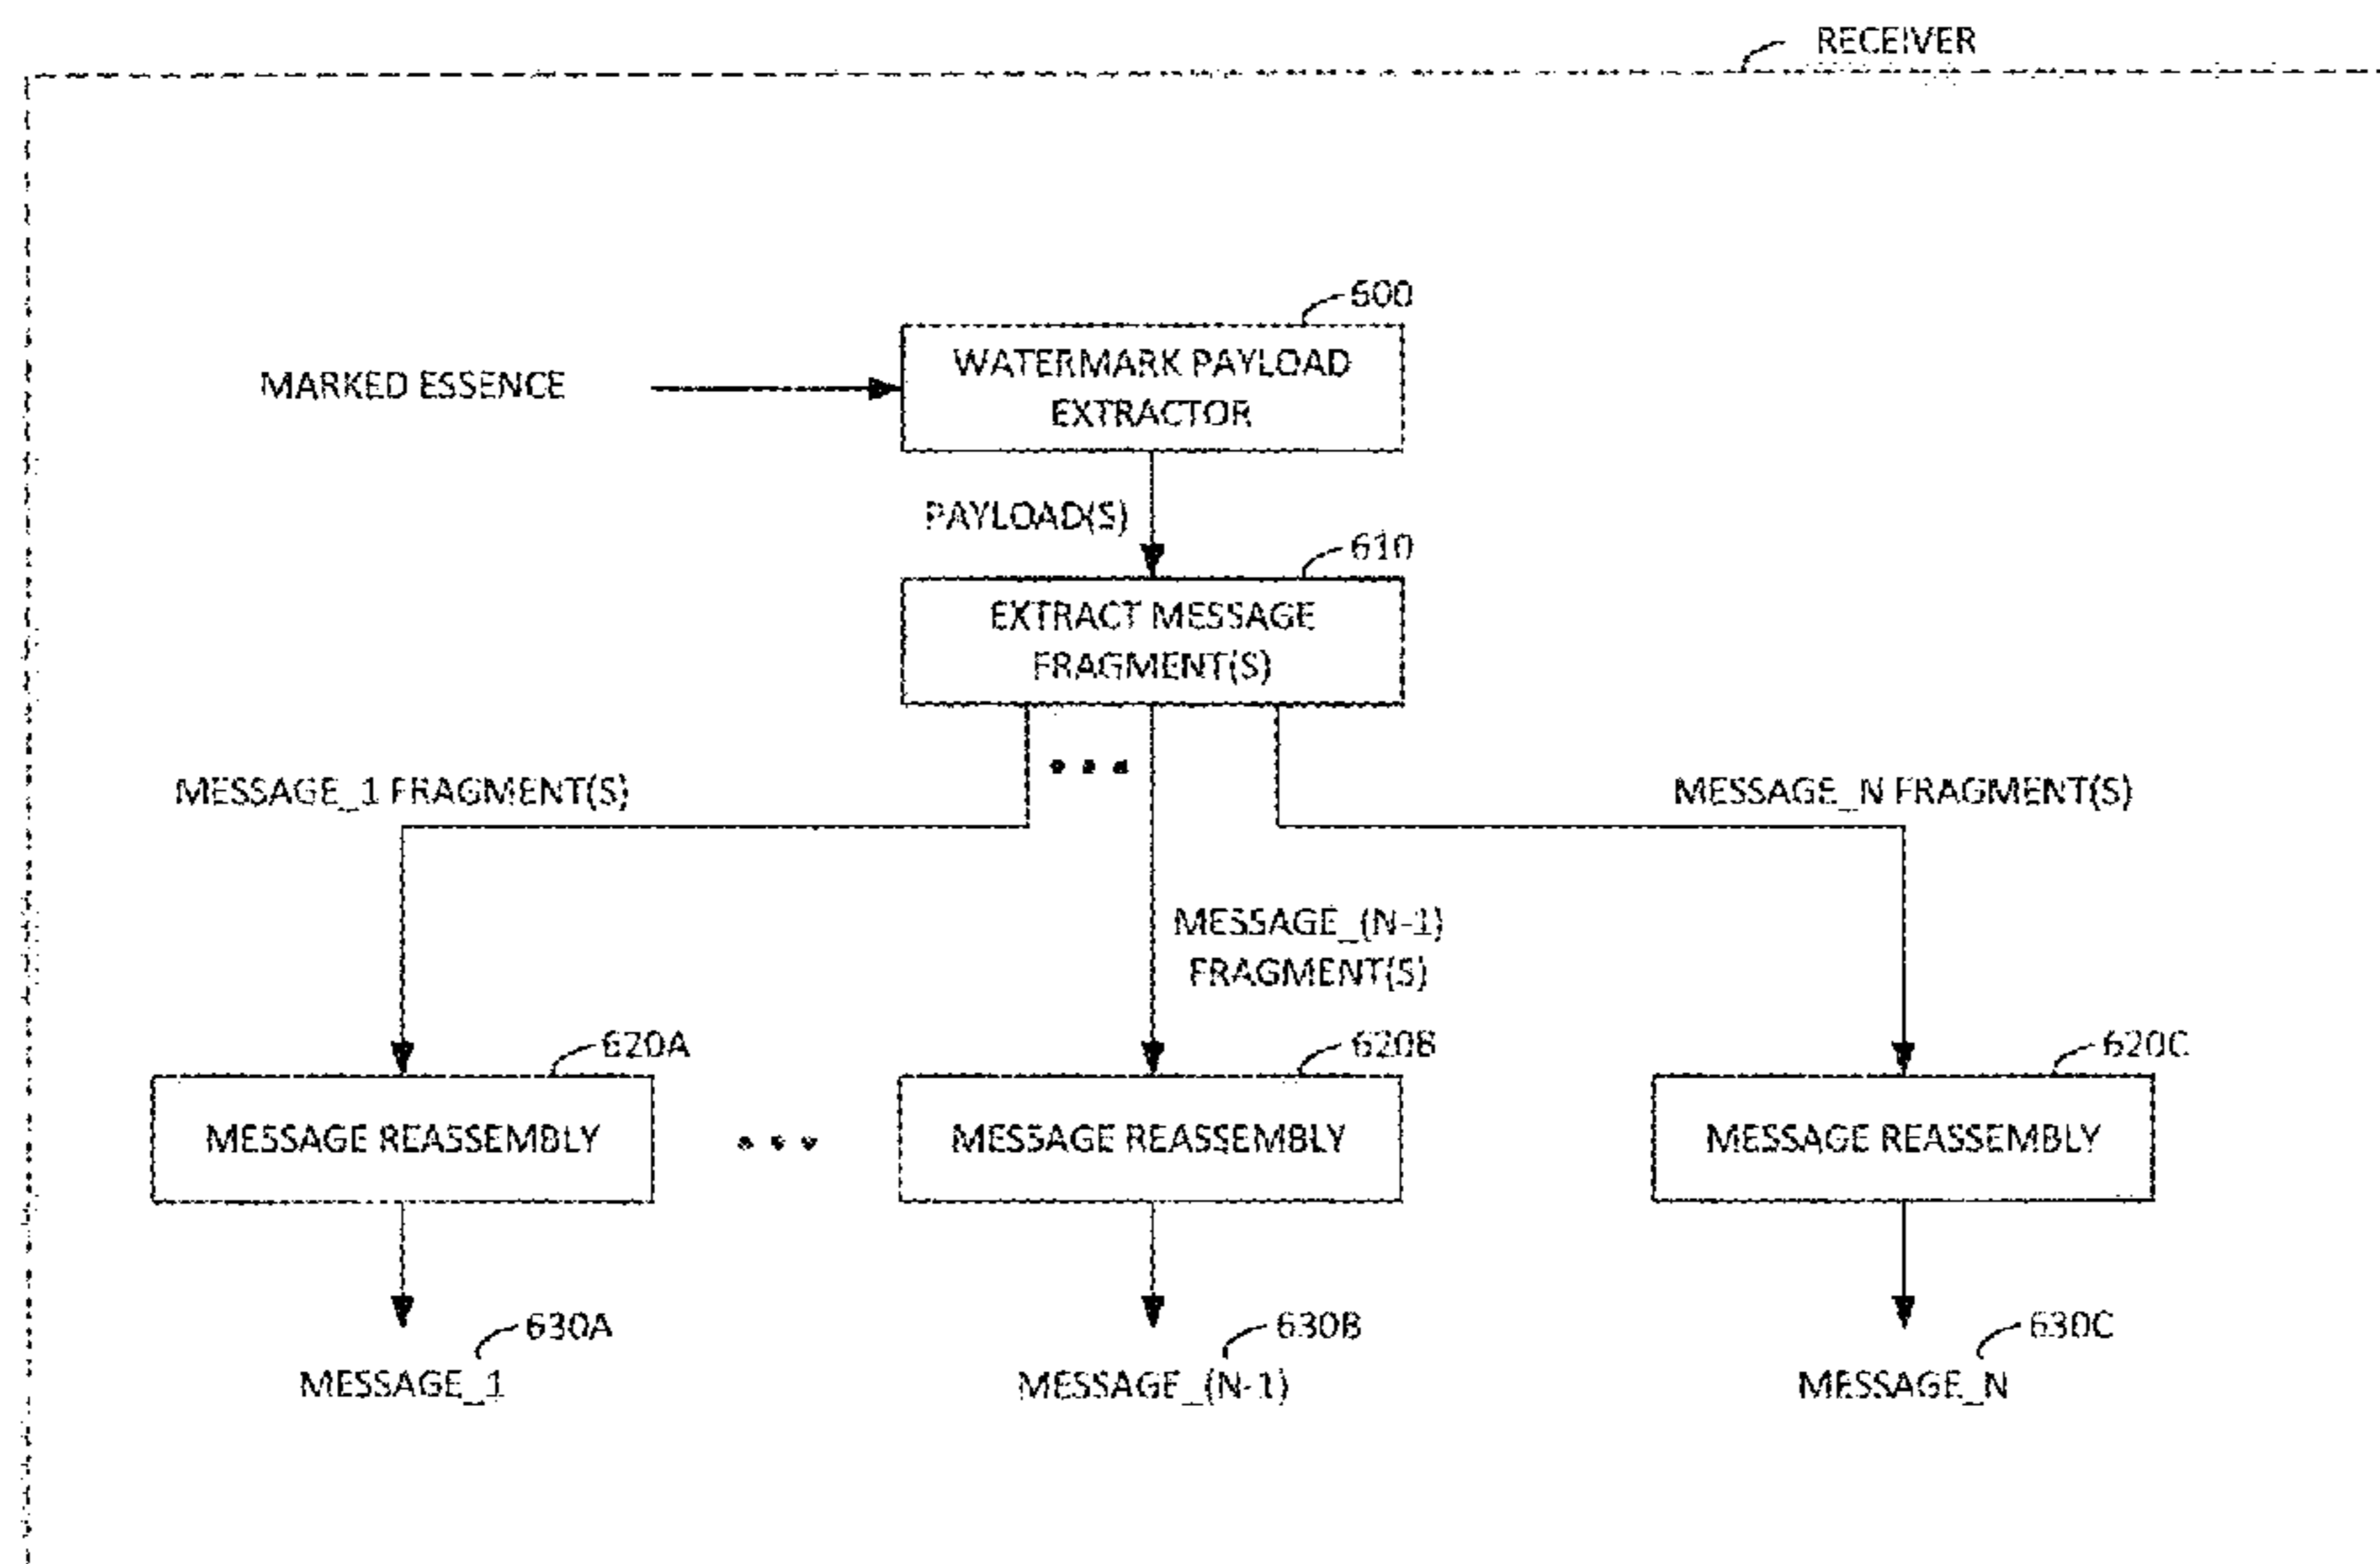 RECEIVER
600
MARKED ESSENCE
WATERMARK PAYLOAD
EXTRACTOR
PAYLOAD(S)
610
EXTRACT MESSAGE
FRAGMENT(S)
MESSAGE_1 FRAGMENT(S)
MESSAGE_N FRAGMENT(S)
MESSAGE_(N-1)
FRAGMENT(S)
620A
620B
620C
MESSAGE REASSEMBLY
MESSAGE REASSEMBLY
MESSAGE REASSEMBLY
630A
630B
630C
MESSAGE_1
MESSAGE_(N-1)
MESSAGE_N